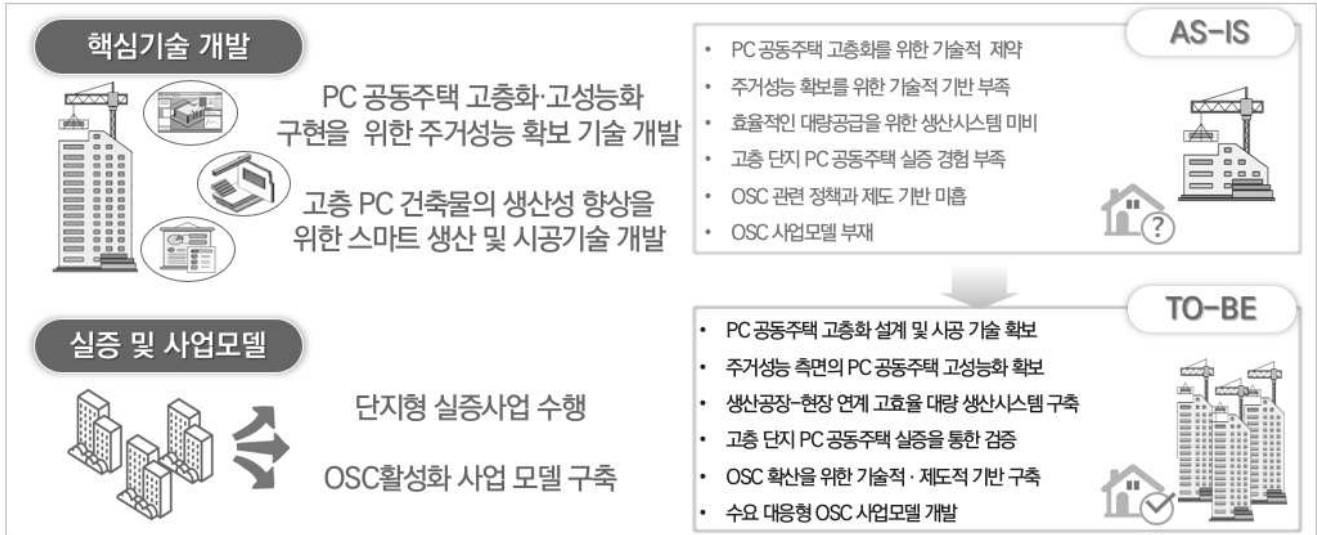 핵심기술 개발
PC 공동주택 고층화·고성능화
구현을 위한 주거성능 확보 기술 개발
고층 PC 건축물의 생산성 향상을
위한 스마트 생산 및 시공기술 개발
실증 및 사업모델
단지형 실증사업 수행
OSC활성화 사업 모델 구축
AS-IS
• PC 공동주택 고층화를 위한 기술적 제약
• 주거성능 확보를 위한 기술적 기반 부족
• 효율적인 대량공급을 위한 생산시스템 미비
• 고층 단지 PC 공동주택 실증 경험 부족
• OSC 관련 정책과 제도 기반 미흡
• OSC 사업모델 부재
?
TO-BE
• PC 공동주택 고층화 설계 및 시공 기술 확보
• 주거성능 측면의 PC 공동주택 고성능화 확보
• 생산공장-현장 연계 고효율 대량 생산시스템 구축
• 고층 단지 PC 공동주택 실증을 통한 검증
• OSC 확산을 위한 기술적·제도적 기반 구축
• 수요 대응형 OSC 사업모델 개발